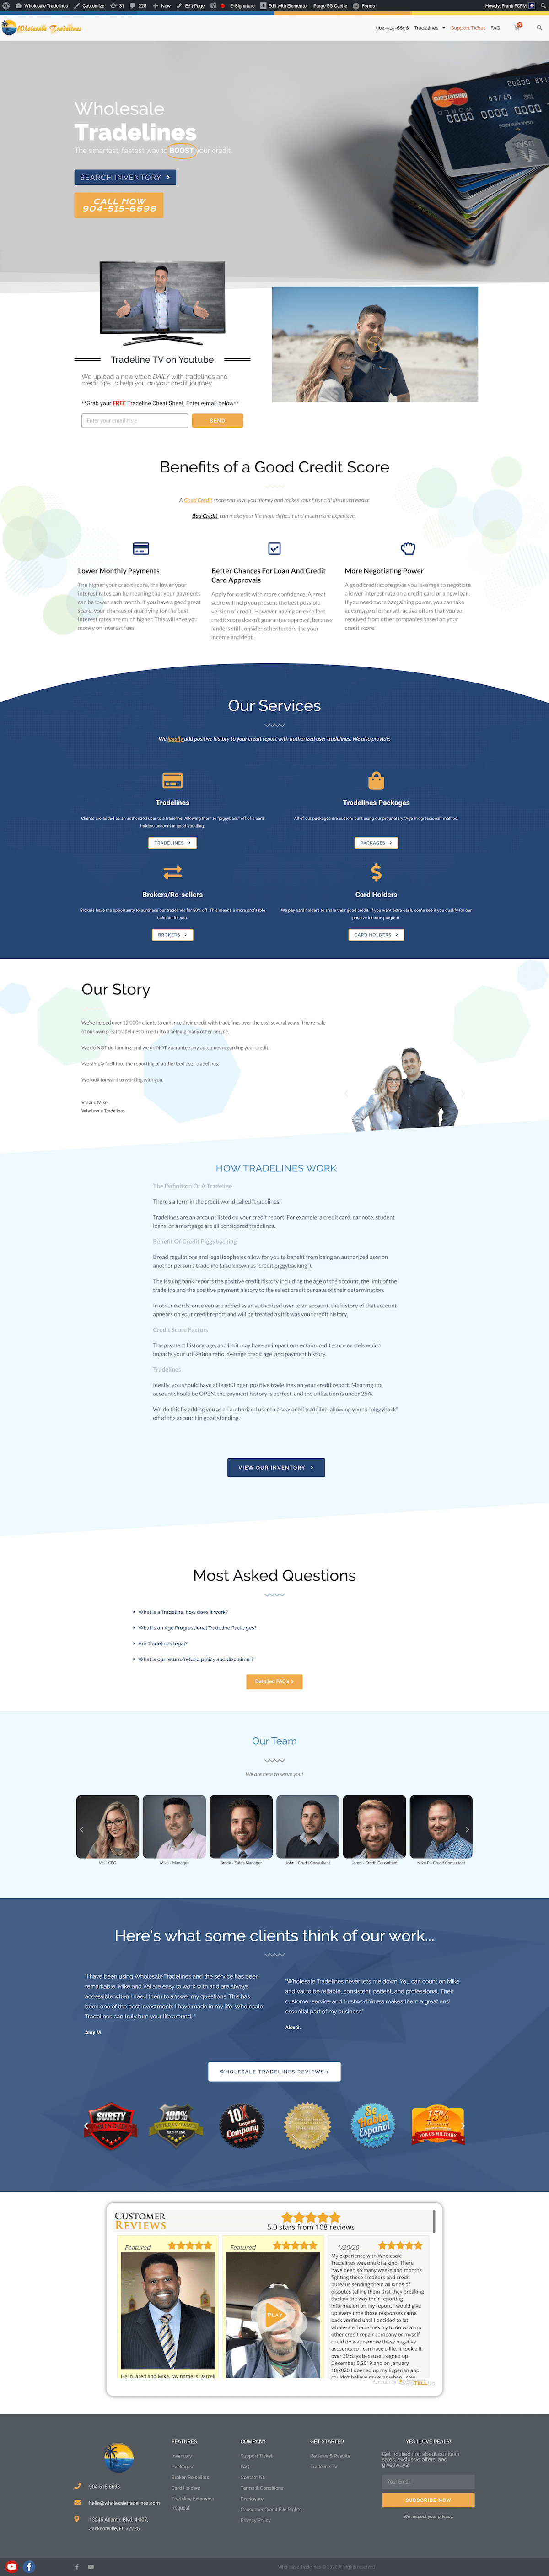 Wholesale Tradelines Customize 31 228 New Edit Page E-Signature Edit with Elementor Purge SG Cache Forms Howdy, Frank FCFM
Wholesale Tradelines 904-515-6698 Tradelines Support Ticket FAQ
Wholesale
Tradelines
The smartest, fastest way to BOOST your credit.
SEARCH INVENTORY
CALL NOW
904-515-6698
Tradeline TV on Youtube
We upload a new video DAILY with tradelines and
credit tips to help you on your credit journey.
**Grab your FREE Tradeline Cheat Sheet, Enter e-mail below**
Enter your email here SEND
Benefits of a Good Credit Score
A Good Credit score can save you money and makes your financial life much easier.
Bad Credit can make your life more difficult and much more expensive.
Lower Monthly Payments
The higher your credit score, the lower your
interest rates can be meaning that your payments
can be lower each month. If you have a good great
score, your chances of qualifying for the best
interest rates are much higher. This will save you
money on interest fees.
Better Chances For Loan And Credit
Card Approvals
Apply for credit with more confidence. A great
score will help you present the best possible
version of credit. However having an excellent
credit score doesn't guarantee approval, because
lenders still consider other factors like your
income and debt.
More Negotiating Power
A good credit score gives you leverage to negotiate
a lower interest rate on a credit card or a new loan.
If you need more bargaining power, you can take
advantage of other attractive offers that you've
received from other companies based on your
credit score.
Our Services
We legally add positive history to your credit report with authorized user tradelines. We also provide:
Tradelines
Clients are added as an authorized user to a tradeline. Allowing them to "piggyback" off of a card
holders account in good standing.
TRADELINES
Tradelines Packages
All of our packages are custom built using our proprietary "Age Progressional" method.
PACKAGES
Brokers/Re-sellers
Brokers have the opportunity to purchase our tradelines for 50% off. This means a more profitable
solution for you.
BROKERS
Card Holders
We pay card holders to share their good credit. If you want extra cash, come see if you qualify for our
passive income program.
CARD HOLDERS
Our Story
We've helped over 12,000+ clients to enhance their credit with tradelines over the past several years. The re-sale
of our own great tradelines turned into a helping many other people.
We do NOT do funding, and we do NOT guarantee any outcomes regarding your credit.
We simply facilitate the reporting of authorized user tradelines.
We look forward to working with you.
Val and Mike
Wholesale Tradelines
HOW TRADELINES WORK
The Definition Of A Tradeline
There's a term in the credit world called "tradelines."
Tradelines are an account listed on your credit report. For example, a credit card, car note, student
loans, or a mortgage are all considered tradelines.
Benefit Of Credit Piggybacking
Broad regulations and legal loopholes allow for you to benefit from being an authorized user on
another person's tradeline (also known as "credit piggybacking").
The issuing bank reports the positive credit history including the age of the account, the limit of the
tradeline and the positive payment history to the select credit bureaus of their determination.
In other words, once you are added as an authorized user to an account, the history of that account
appears on your credit report and will be treated as if it was your credit history.
Credit Score Factors
The payment history, age, and limit may have an impact on certain credit score models which
impacts your utilization ratio, average credit age, and payment history.
Tradelines
Ideally, you should have at least 3 open positive tradelines on your credit report. Meaning the
account should be OPEN, the payment history is perfect, and the utilization is under 25%.
We do this by adding you as an authorized user to a seasoned tradeline, allowing you to "piggyback"
off of the account in good standing.
VIEW OUR INVENTORY
Most Asked Questions
What is a Tradeline, how does it work?
What is an Age Progressional Tradeline Packages?
Are Tradelines legal?
What is our return/refund policy and disclaimer?
Detailed FAQ's »
Our Team
We are here to serve you!
Val - CEO Mike - Manager Brock - Sales Manager John - Credit Consultant Jared - Credit Consultant Mike P - Credit Consultant
Here's what some clients think of our work...
"I have been using Wholesale Tradelines and the service has been
remarkable. Mike and Val are easy to work with and are always
accessible when I need them to answer my questions. This has
been one of the best investments I have made in my life. Wholesale
Tradelines can truly turn your life around. "
Amy M.
"Wholesale Tradelines never lets me down. You can count on Mike
and Val to be reliable, consistent, patient, and professional. Their
customer service and trustworthiness makes them a great and
essential part of my business."
Alex S.
WHOLESALE TRADELINES REVIEWS »
SURETY
100%
VETERAN OWNED
BUSINESS
10X
Inspired
Company
Se
Habla
Español
15%
FOR US MILITARY
CUSTOMER
REVIEWS
5.0 stars from 108 reviews
Featured
Hello Jared and Mike, My name is Darrell
Featured
PLAY
1/20/20
My experience with Wholesale
Tradelines was one of a kind. There
have been so many weeks and months
fighting these creditors and credit
bureaus sending them all kinds of
disputes telling them that they breaking
the law the way their reporting
information on my report. I would give
up every time those responses came
back verified until I decided to let
wholesale Tradelines try to do what no
other credit repair company or myself
could do was remove these negative
accounts so I can have a life. It took a lil
over 30 days because I signed up
December 5,2019 and on January
18,2020 I opened up my Experian app
couldn't believe my eyes when I saw
FEATURES
Inventory
Packages
Broker/Re-sellers
Card Holders
Tradeline Extension
Request
COMPANY
Support Ticket
FAQ
Contact Us
Terms & Conditions
Disclosure
Consumer Credit File Rights
Privacy Policy
GET STARTED
Reviews & Results
Tradeline TV
YES I LOVE DEALS!
Get notified first about our flash
sales, exclusive offers, and
giveaways!
Your Email
SUBSCRIBE NOW
We respect your privacy.
904-515-6698
hello@wholesaletradelines.com
13245 Atlantic Blvd, 4-307,
Jacksonville, FL 32225
Wholesale Tradelines © 2020 All rights reserved